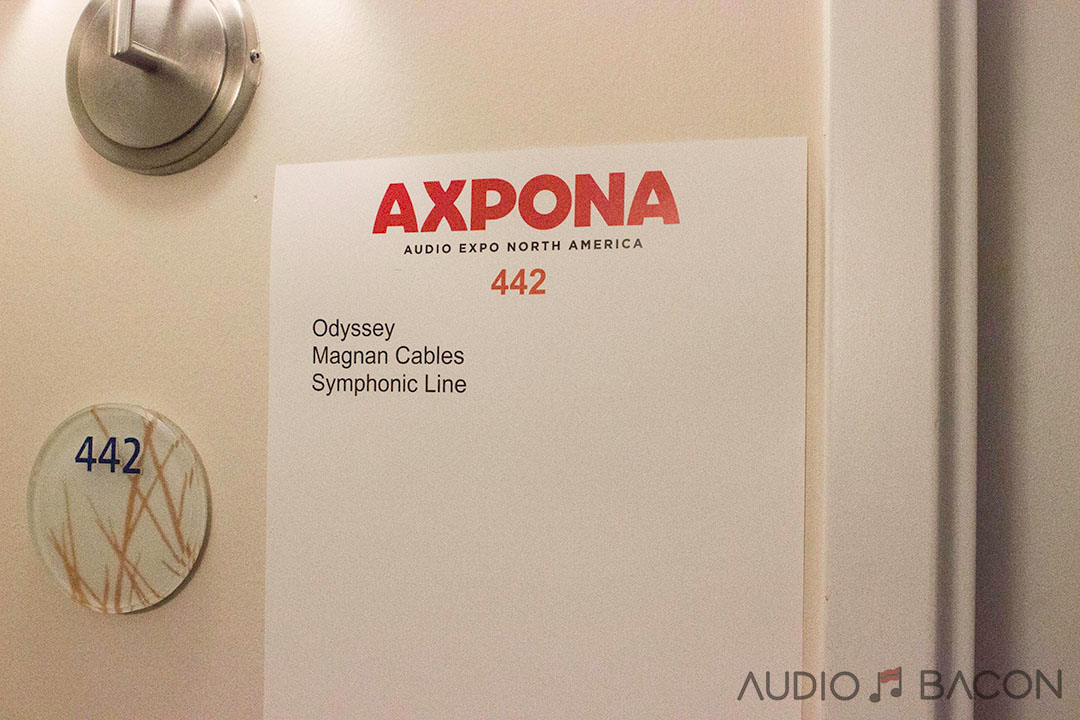 AXPONA
AUDIO EXPO NORTH AMERICA
442
Odyssey
Magnan Cables
Symphonic Line
442
AUDIO BACON